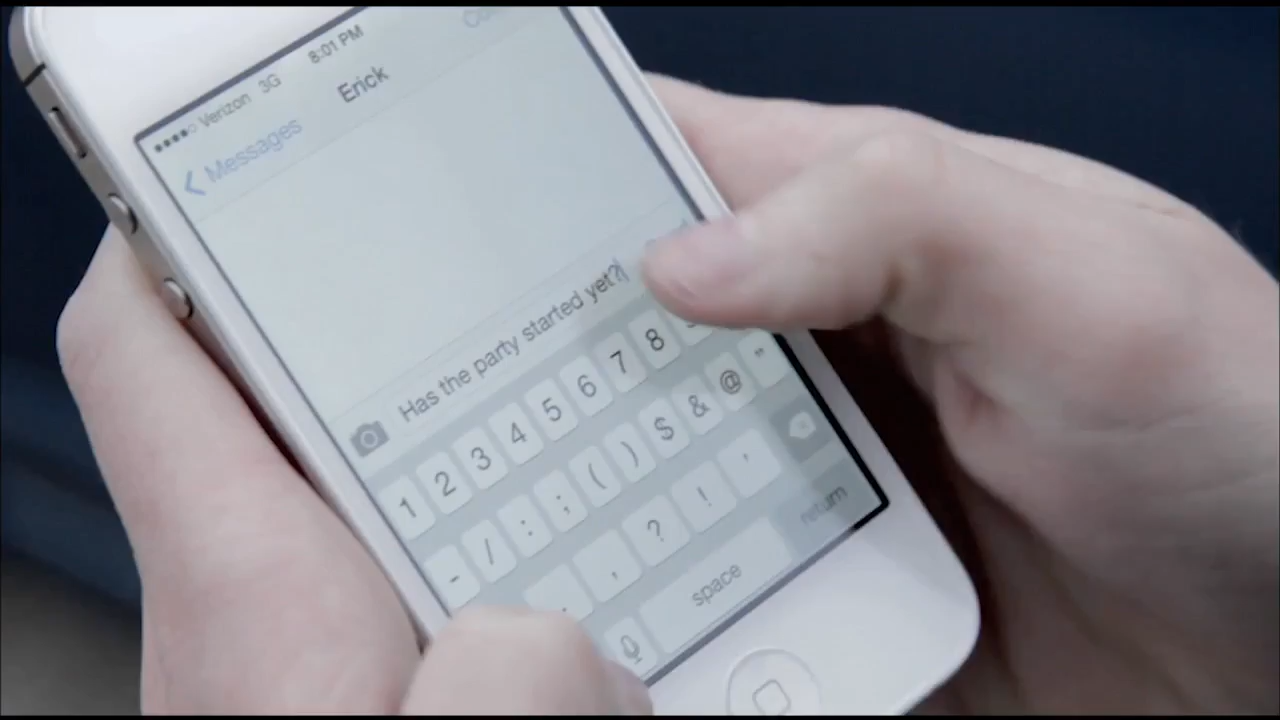 Verizon 3G 8:01 PM
Messages Erick
Has the party started yet?
1 2 3 4 5 6 7 8
- / : ; ( ) $ & @ "
. , ? ! '
space return